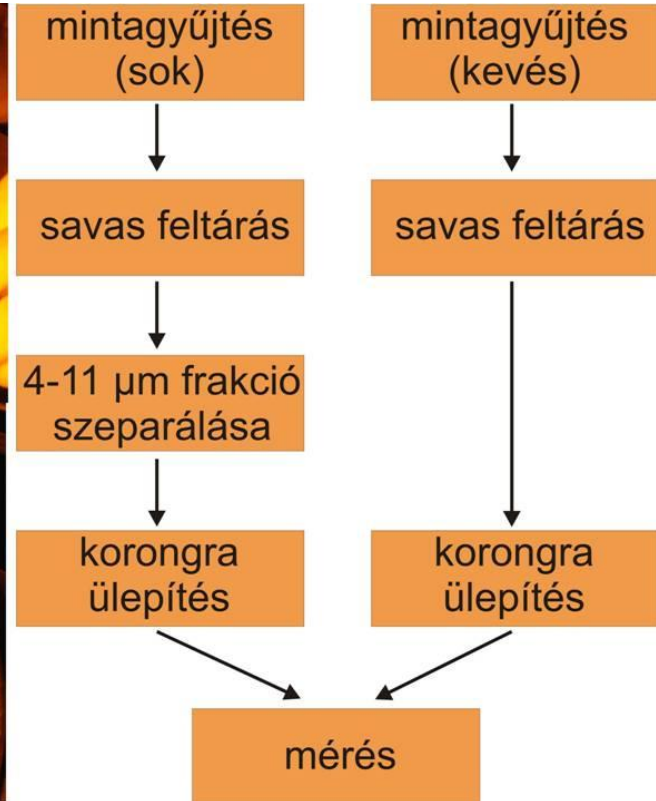 mintagyűjtés
(sok)
savas feltárás
4-11 µm frakció
szeparálása
korongra
ülepítés
mintagyűjtés
(kevés)
savas feltárás
korongra
ülepítés
mérés